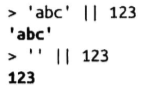 > 'abc' || 123
'abc'
> '' || 123
123